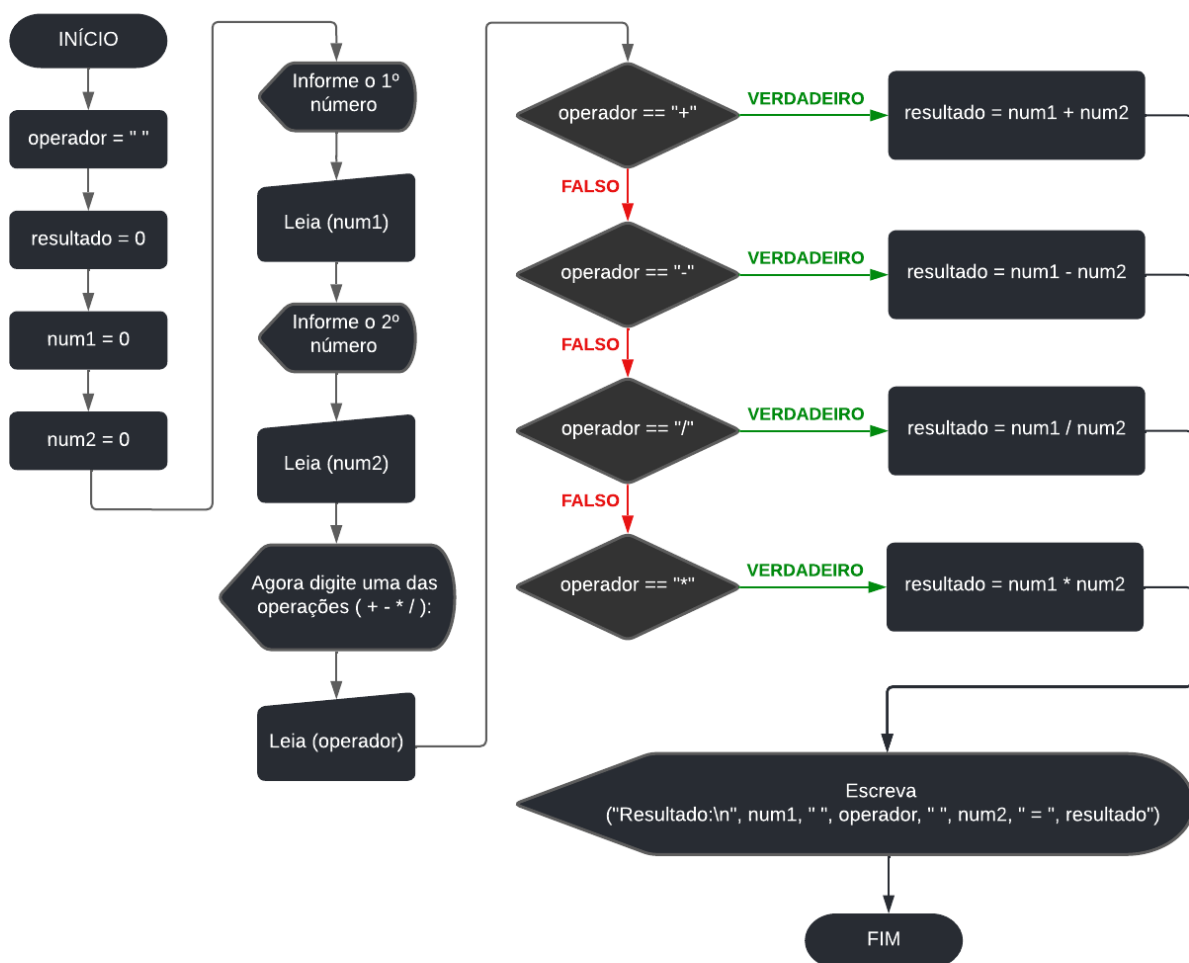 INÍCIO
operador = " "
resultado = 0
num1 = 0
num2 = 0
Informe o 1º
número
Leia (num1)
Informe o 2º
número
Leia (num2)
Agora digite uma das
operações ( + - * / ):
Leia (operador)
operador == "+"
VERDADEIRO
resultado = num1 + num2
FALSO
operador == "-"
VERDADEIRO
resultado = num1 - num2
FALSO
operador == "/"
VERDADEIRO
resultado = num1 / num2
FALSO
operador == "*"
VERDADEIRO
resultado = num1 * num2
Escreva
("Resultado:\n", num1, " ", operador, " ", num2, " = ", resultado")
FIM